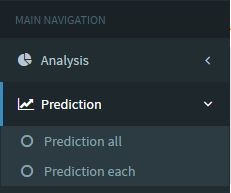 MAIN NAVIGATION
Analysis
Prediction
Prediction all
Prediction each